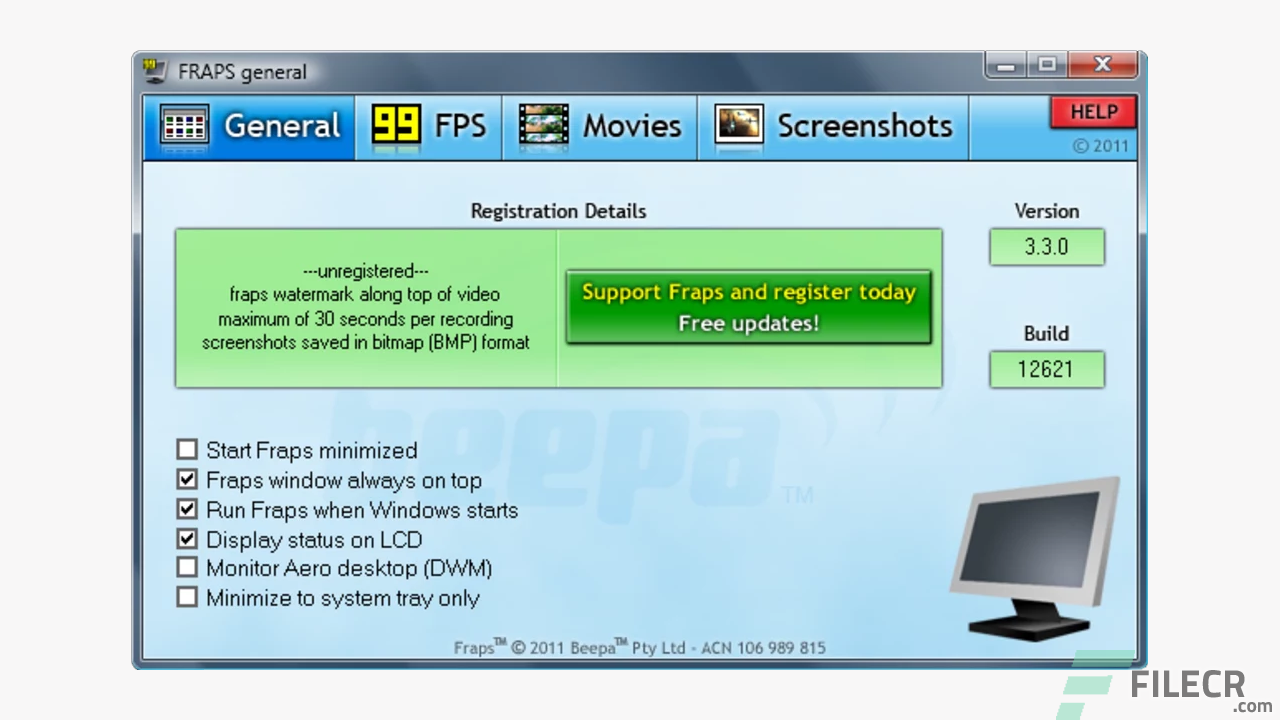 FRAPS general
General
99 FPS
Movies
Screenshots
HELP
© 2011
Registration Details
---unregistered---
fraps watermark along top of video
maximum of 30 seconds per recording
screenshots saved in bitmap (BMP) format
Support Fraps and register today
Free updates!
Version
3.3.0
Build
12621
beepa™
Start Fraps minimized
Fraps window always on top
Run Fraps when Windows starts
Display status on LCD
Monitor Aero desktop (DWM)
Minimize to system tray only
Fraps™ © 2011 Beepa™ Pty Ltd - ACN 106 989 815
FILECR
.com